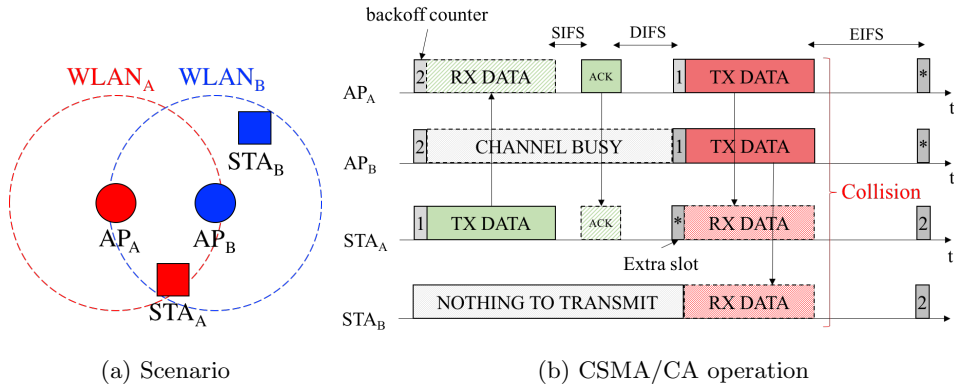 WLAN_A WLAN_B
STA_B
AP_A AP_B
STA_A
(a) Scenario
backoff counter
SIFS DIFS EIFS
AP_A 2 RX DATA ACK 1 TX DATA * t
AP_B 2 CHANNEL BUSY 1 TX DATA * t
Collision
STA_A 1 TX DATA ACK * RX DATA 2 t
Extra slot
STA_B NOTHING TO TRANSMIT RX DATA 2 t
(b) CSMA/CA operation